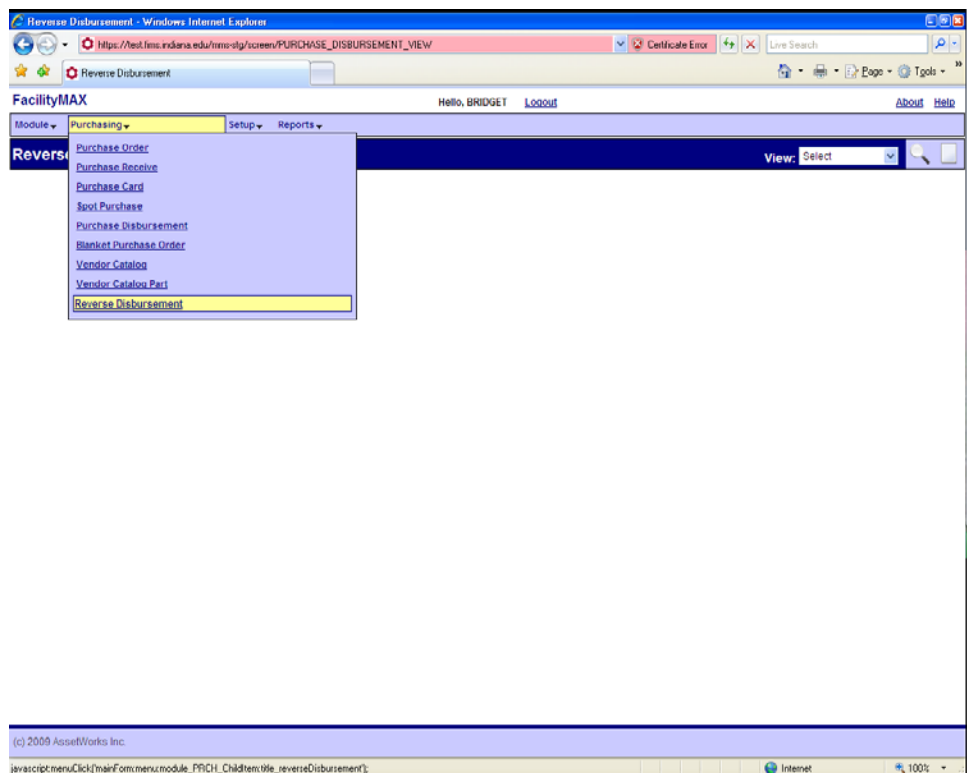 Reverse Disbursement - Windows Internet Explorer
https://test.fims.indiana.edu/mms-stg/screen/PURCHASE_DISBURSEMENT_VIEW Certificate Error Live Search
Reverse Disbursement Page Tools »
FacilityMAX Hello, BRIDGET Logout About Help
Module Purchasing Setup Reports
Revers View: Select
Purchase Order
Purchase Receive
Purchase Card
Spot Purchase
Purchase Disbursement
Blanket Purchase Order
Vendor Catalog
Vendor Catalog Part
Reverse Disbursement
(c) 2009 AssetWorks Inc.
javascript:menuClick('mainForm:menu:module_PRCH_ChildItem:title_reverseDisbursement'); Internet 100%